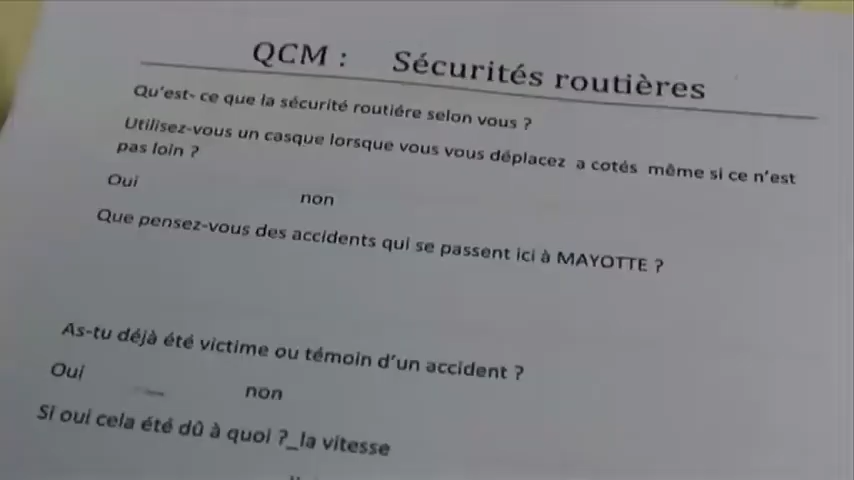 QCM : Sécurités routières
Qu'est- ce que la sécurité routiére selon vous ?
Utilisez-vous un casque lorsque vous vous déplacez a cotés même si ce n'est
pas loin ?
Oui non
Que pensez-vous des accidents qui se passent ici à MAYOTTE ?
As-tu déjà été victime ou témoin d'un accident ?
Oui non
Si oui cela été dû à quoi ?_la vitesse